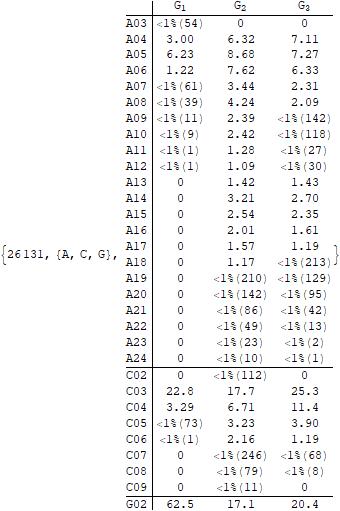 G1 G2 G3
A03 <1%(54) 0 0
A04 3.00 6.32 7.11
A05 6.23 8.68 7.27
A06 1.22 7.62 6.33
A07 <1%(61) 3.44 2.31
A08 <1%(39) 4.24 2.09
A09 <1%(11) 2.39 <1%(142)
A10 <1%(9) 2.42 <1%(118)
A11 <1%(1) 1.28 <1%(27)
A12 <1%(1) 1.09 <1%(30)
A13 0 1.42 1.43
A14 0 3.21 2.70
A15 0 2.54 2.35
A16 0 2.01 1.61
{26131, {A, C, G}, A17 0 1.57 1.19 }
A18 0 1.17 <1%(213)
A19 0 <1%(210) <1%(129)
A20 0 <1%(142) <1%(95)
A21 0 <1%(86) <1%(42)
A22 0 <1%(49) <1%(13)
A23 0 <1%(23) <1%(2)
A24 0 <1%(10) <1%(1)
C02 0 <1%(112) 0
C03 22.8 17.7 25.3
C04 3.29 6.71 11.4
C05 <1%(73) 3.23 3.90
C06 <1%(1) 2.16 1.19
C07 0 <1%(246) <1%(68)
C08 0 <1%(79) <1%(8)
C09 0 <1%(11) 0
G02 62.5 17.1 20.4